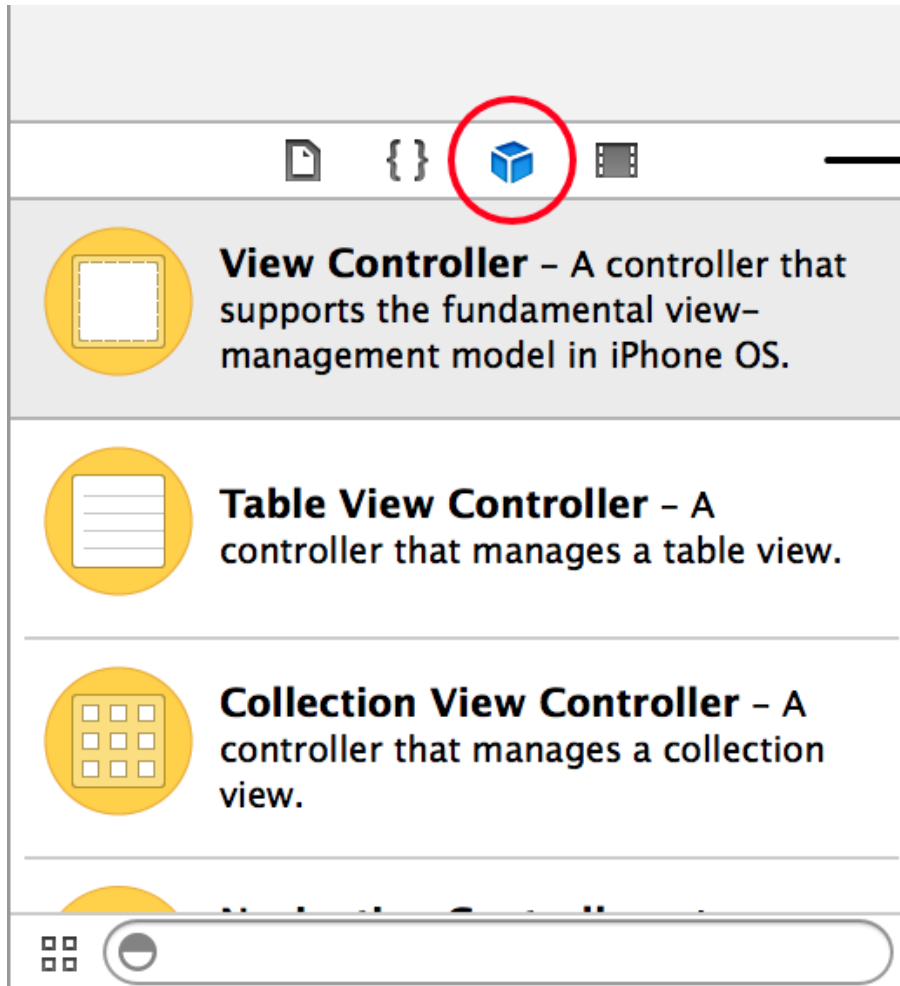 { }
View Controller – A controller that
supports the fundamental view-
management model in iPhone OS.
Table View Controller – A
controller that manages a table view.
Collection View Controller – A
controller that manages a collection
view.